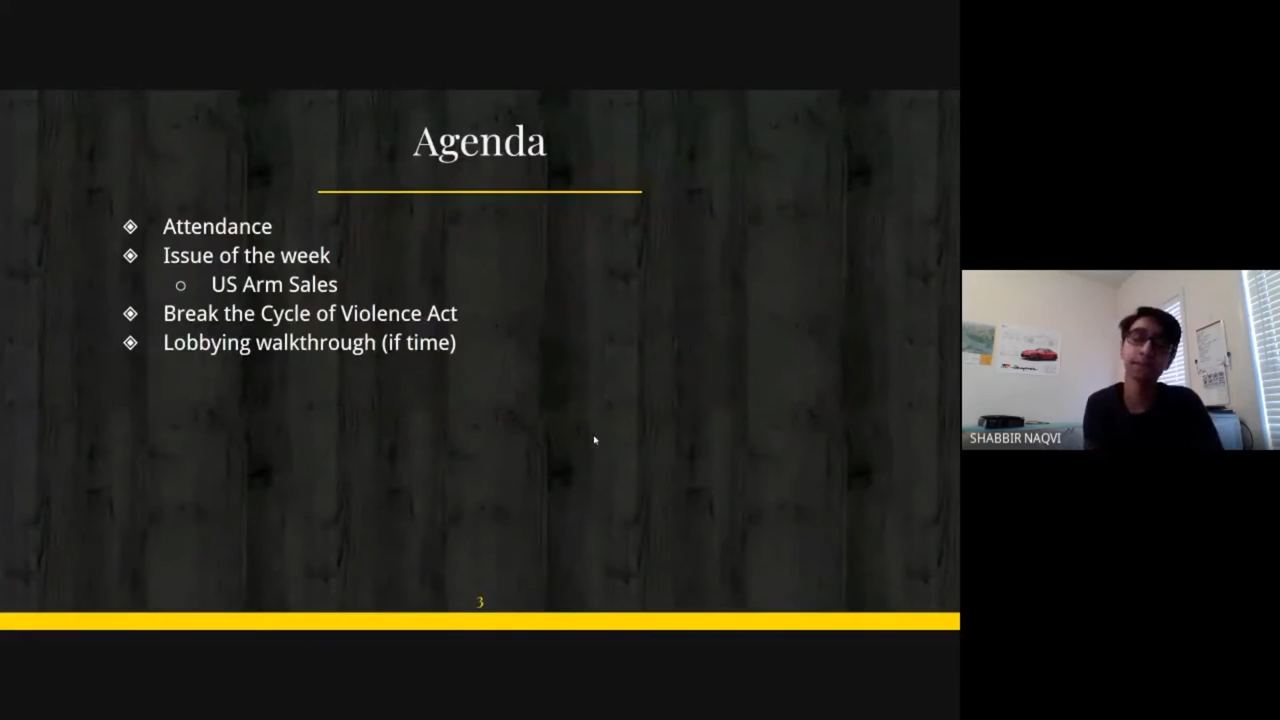 Agenda
Attendance
Issue of the week
US Arm Sales
Break the Cycle of Violence Act
Lobbying walkthrough (if time)
3
SHABBIR NAQVI